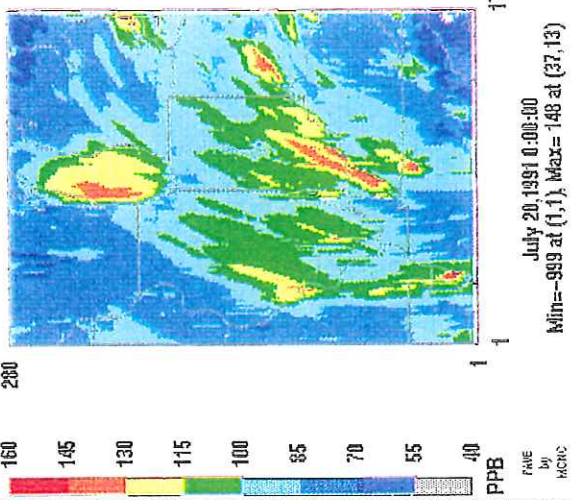 160
145
130
115
100
85
70
55
40
PPB
PAVE
by
MCNC
280
1
1
July 20,1991 0:00:00
Min=-999 at (1,1), Max= 148 at (37,13)